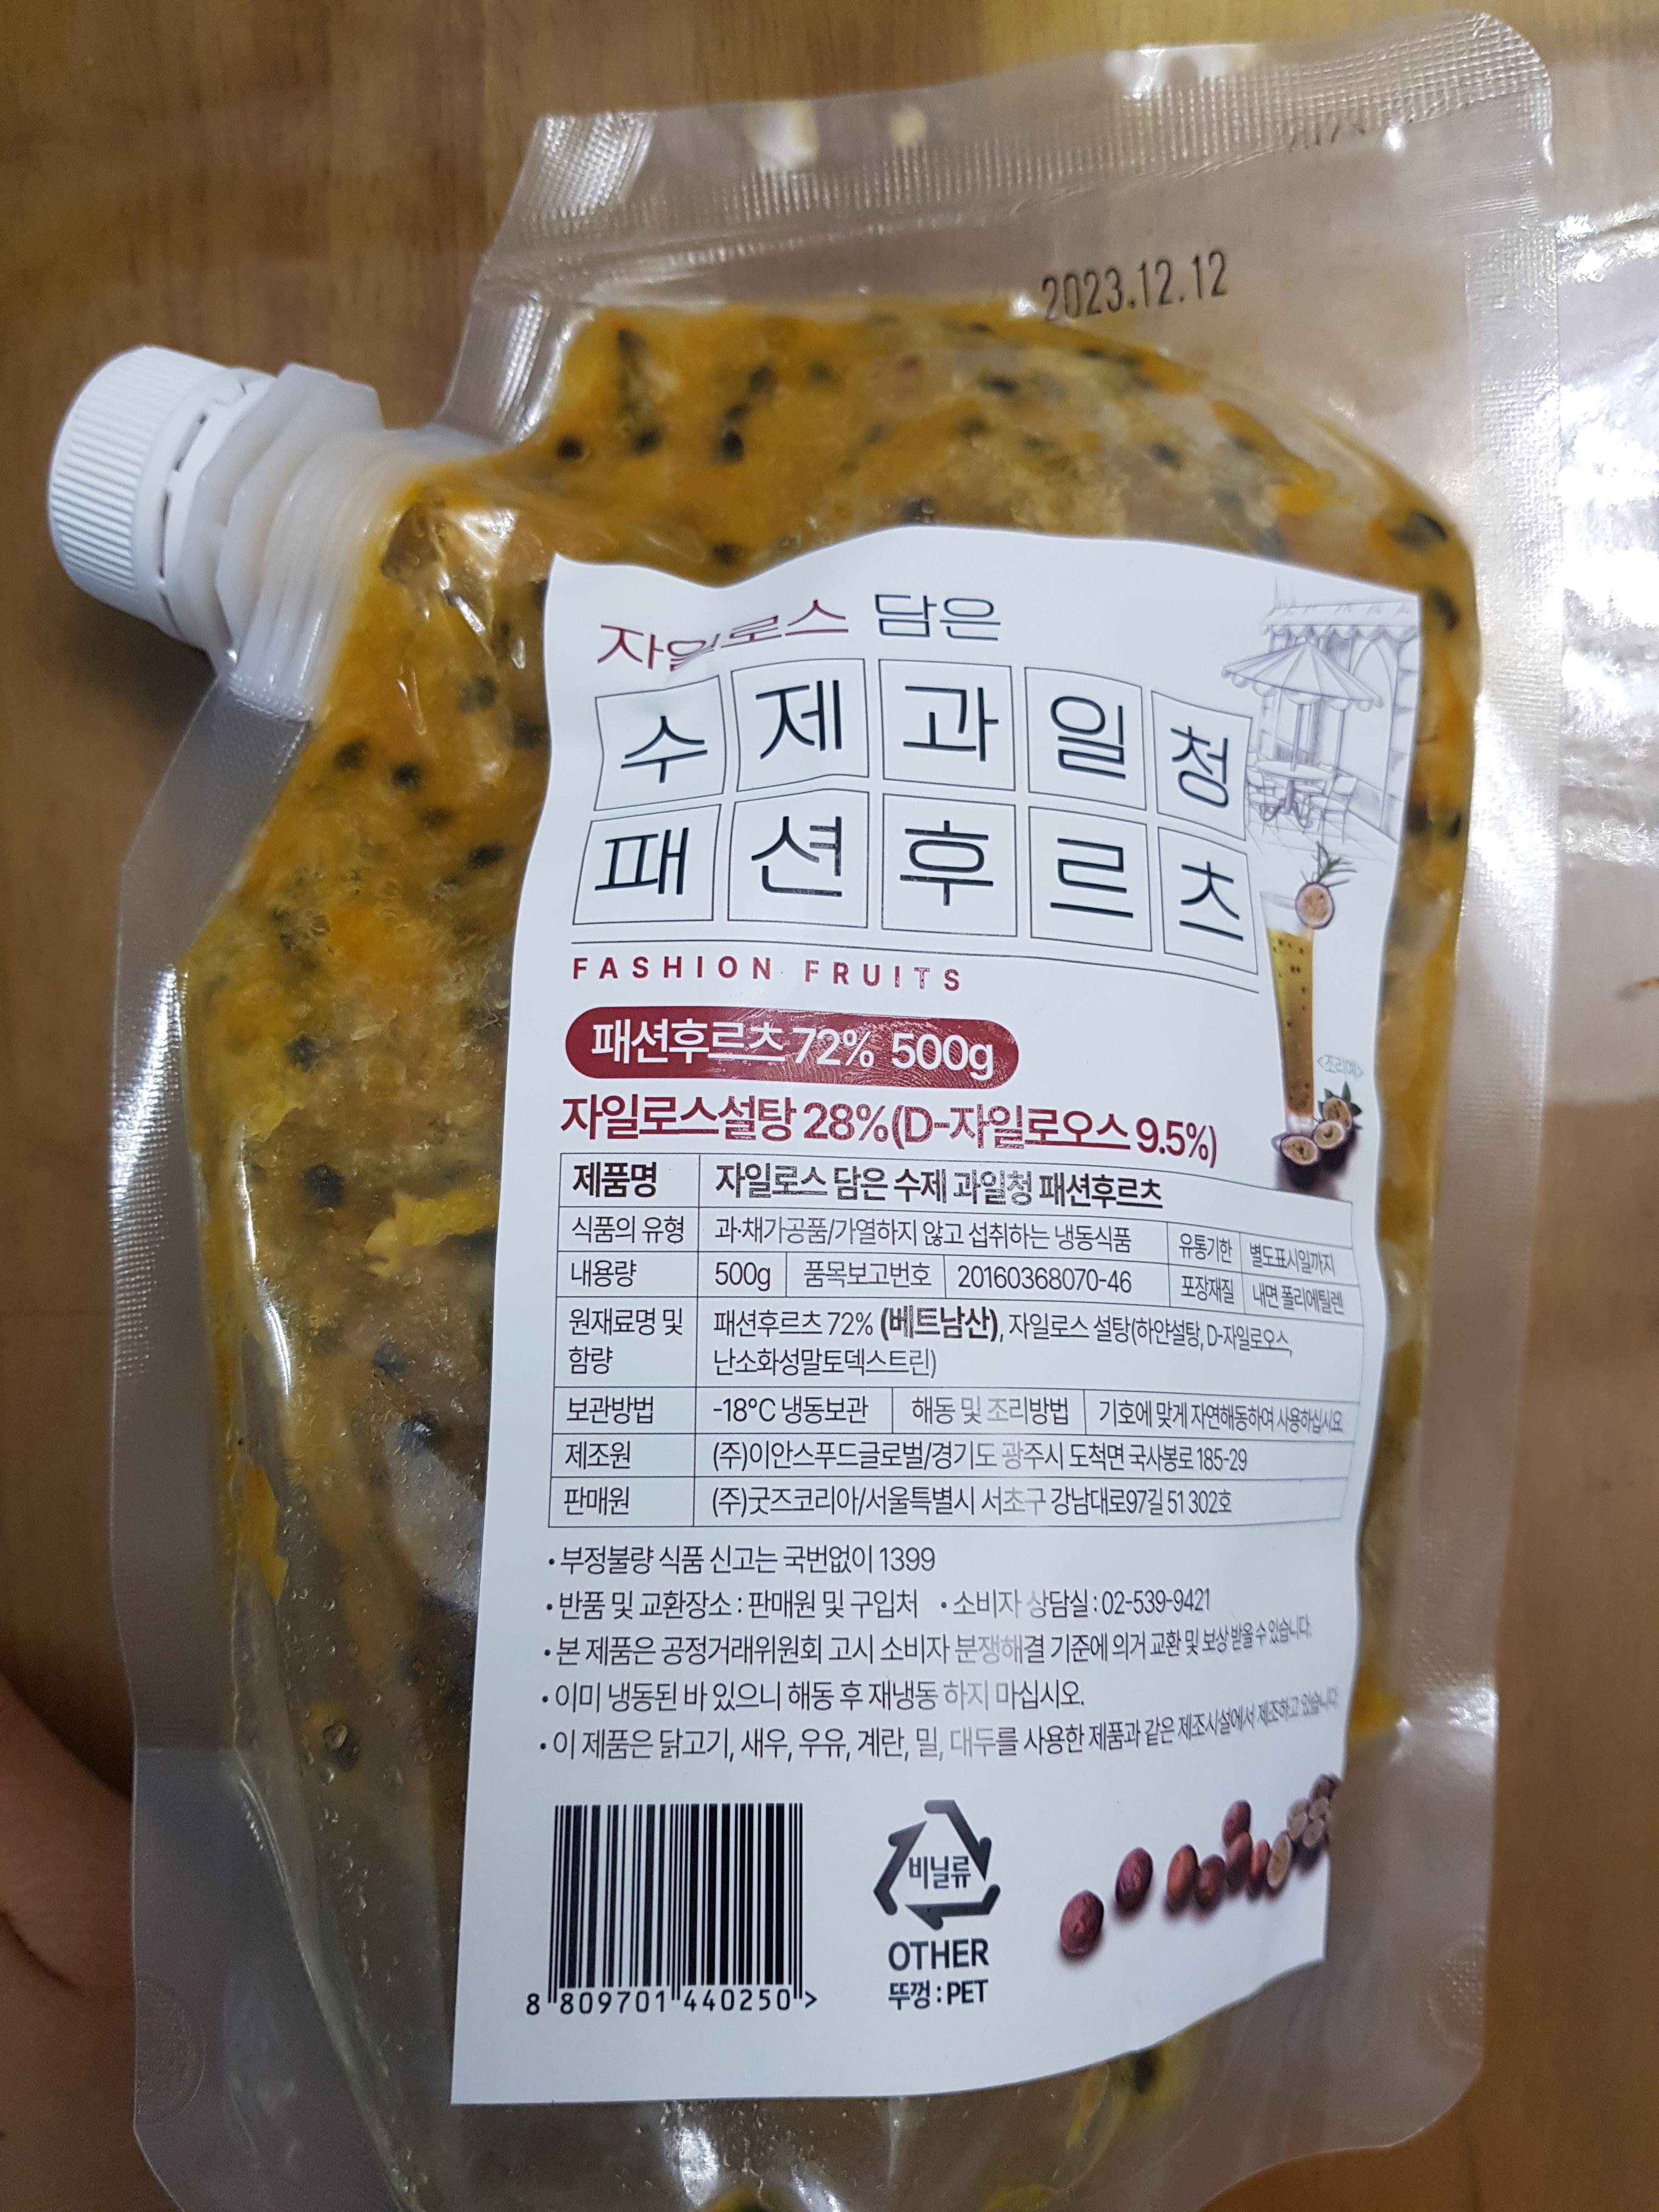 2023.12.12
자일로스 담은
수제과일청
패션후르츠
FASHION FRUITS
패션후르츠 72% 500g
<조리예>
자일로스설탕 28%(D-자일로오스 9.5%)
제품명 자일로스 담은 수제 과일청 패션후르츠
식품의 유형 과·채가공품/가열하지 않고 섭취하는 냉동식품 유통기한 별도표시일까지
내용량 500g 품목보고번호 20160368070-46 포장재질 내면 폴리에틸렌
원재료명 및 함량 패션후르츠 72% (베트남산), 자일로스 설탕(하얀설탕, D-자일로오스,
난소화성말토덱스트린)
보관방법 -18°C 냉동보관 해동 및 조리방법 기호에 맞게 자연해동하여 사용하십시요
제조원 (주)이안스푸드글로벌/경기도 광주시 도척면 국사봉로 185-29
판매원 (주)굿즈코리아/서울특별시 서초구 강남대로97길 51 302호
• 부정불량 식품 신고는 국번없이 1399
• 반품 및 교환장소 : 판매원 및 구입처 • 소비자 상담실 : 02-539-9421
• 본 제품은 공정거래위원회 고시 소비자 분쟁해결 기준에 의거 교환 및 보상 받을 수 있습니다.
• 이미 냉동된 바 있으니 해동 후 재냉동 하지 마십시오.
• 이 제품은 닭고기, 새우, 우유, 계란, 밀, 대두를 사용한 제품과 같은 제조시설에서 제조하고 있습니다
비닐류
OTHER
뚜껑 : PET
8 809701 440250 >